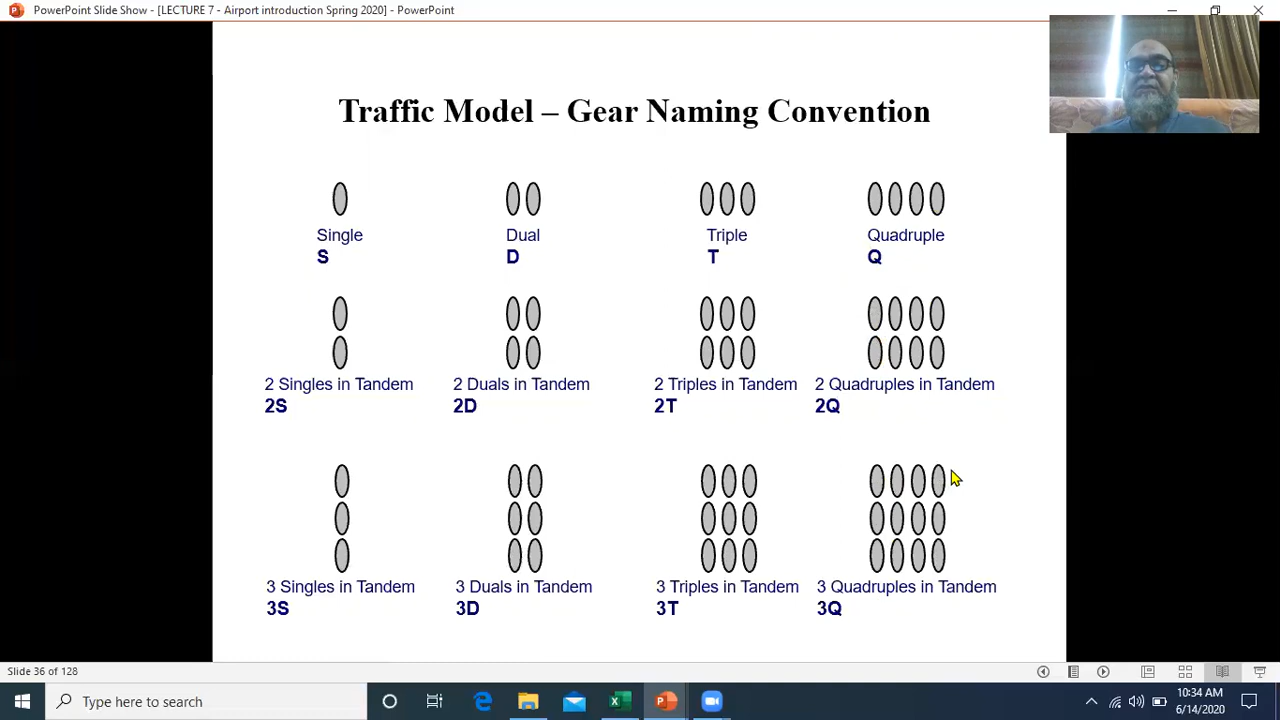 PowerPoint Slide Show - [LECTURE 7 - Airport introduction Spring 2020] - PowerPoint
Traffic Model – Gear Naming Convention
Single
S
Dual
D
Triple
T
Quadruple
Q
2 Singles in Tandem
2S
2 Duals in Tandem
2D
2 Triples in Tandem
2T
2 Quadruples in Tandem
2Q
3 Singles in Tandem
3S
3 Duals in Tandem
3D
3 Triples in Tandem
3T
3 Quadruples in Tandem
3Q
Slide 36 of 128
Type here to search
10:34 AM
6/14/2020